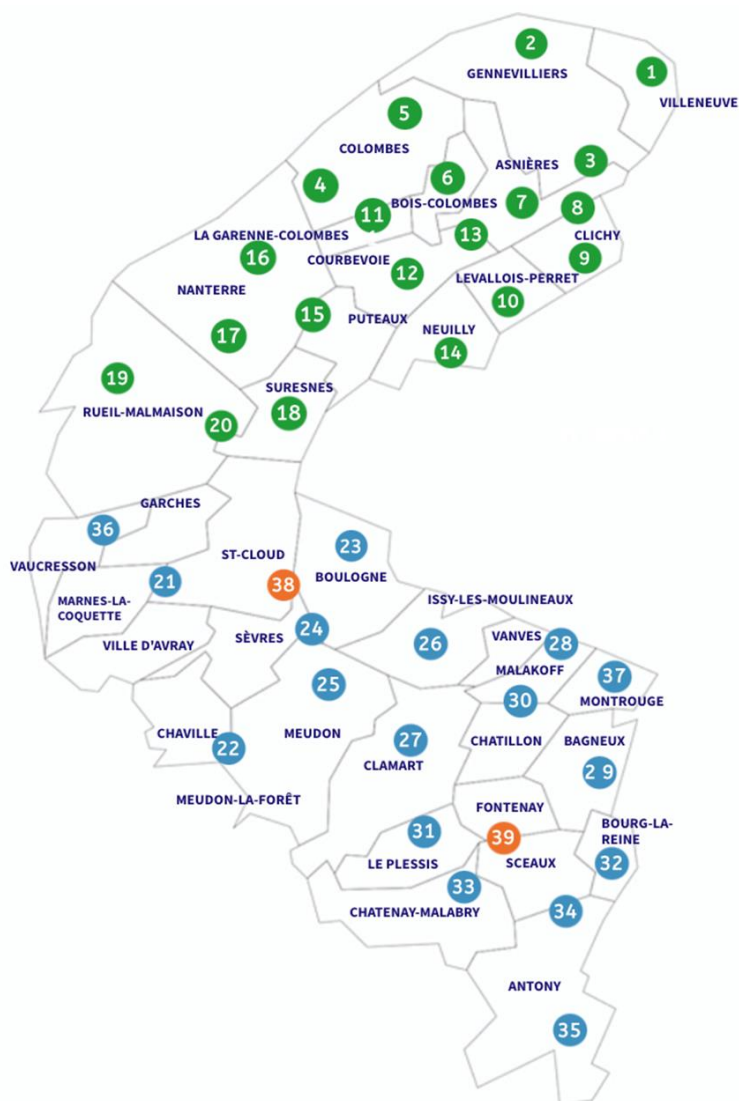 2
GENNEVILLIERS
1
VILLENEUVE
5
COLOMBES
3
ASNIÈRES
4
6
BOIS-COLOMBES
7
8
11
13
CLICHY
LA GARENNE-COLOMBES
16
COURBEVOIE
12
9
LEVALLOIS-PERRET
10
NANTERRE
15
PUTEAUX
NEUILLY
14
17
19
SURESNES
18
RUEIL-MALMAISON
20
GARCHES
36
VAUCRESSON
ST-CLOUD
23
BOULOGNE
21
38
MARNES-LA-
COQUETTE
ISSY-LES-MOULINEAUX
VILLE D'AVRAY
SÈVRES
24
26
VANVES
28
MALAKOFF
25
37
MONTROUGE
30
CHAVILLE
22
MEUDON
27
CLAMART
CHATILLON
BAGNEUX
2 9
MEUDON-LA-FORÊT
FONTENAY
31
LE PLESSIS
39
SCEAUX
BOURG-LA-
REINE
32
33
CHATENAY-MALABRY
34
ANTONY
35